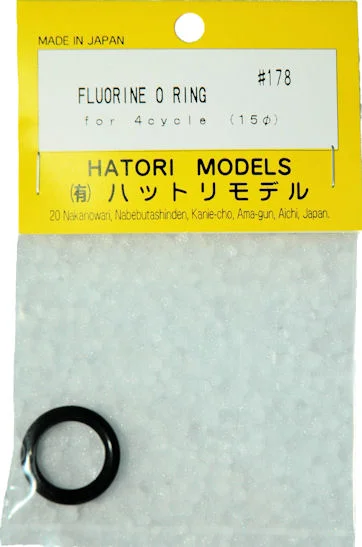 MADE IN JAPAN
#178
FLUORINE O RING
for 4cycle (15φ)
HATORI MODELS
(有)ハットリモデル
20 Nakanowari, Nabebutashinden, Kanie-cho, Ama-gun, Aichi, Japan.